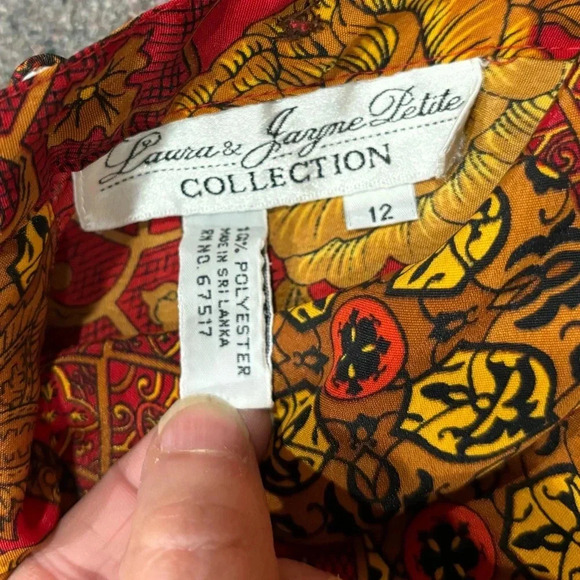 Laura & Jayne Petite
COLLECTION
12
100% POLYESTER
MADE IN SRI LANKA
RN NO. 67517